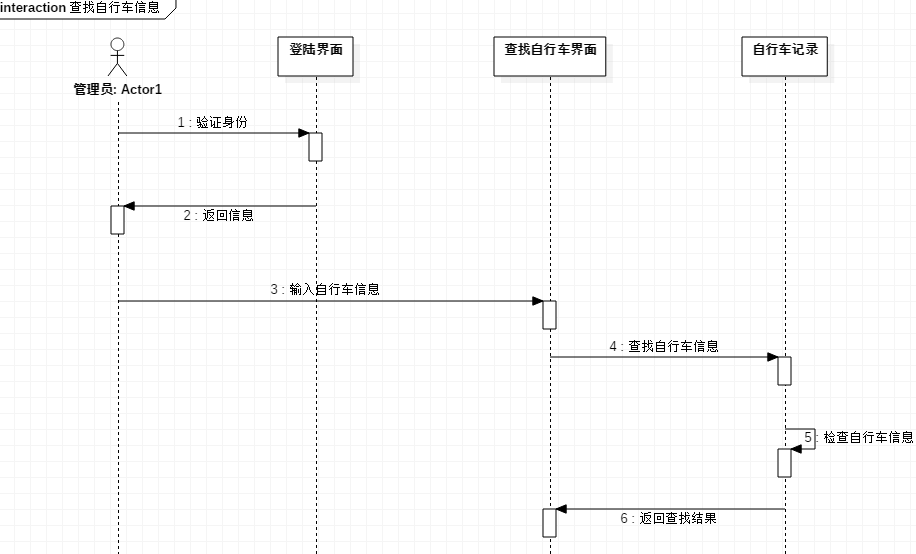 interaction 查找自行车信息
登陆界面
查找自行车界面
自行车记录
管理员: Actor1
1 : 验证身份
2 : 返回信息
3 : 输入自行车信息
4 : 查找自行车信息
5 : 检查自行车信息
6 : 返回查找结果